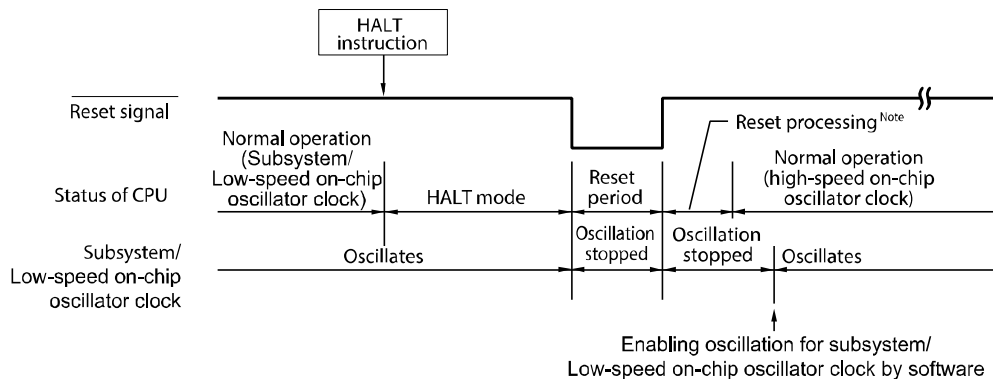 HALT
instruction
Reset signal
Reset processing Note
Normal operation
(Subsystem/
Low-speed on-chip
oscillator clock)
Reset
period
Normal operation
(high-speed on-chip
oscillator clock)
Status of CPU
HALT mode
Subsystem/
Low-speed on-chip
oscillator clock
Oscillates
Oscillation
stopped
Oscillation
stopped
Oscillates
Enabling oscillation for subsystem/
Low-speed on-chip oscillator clock by software